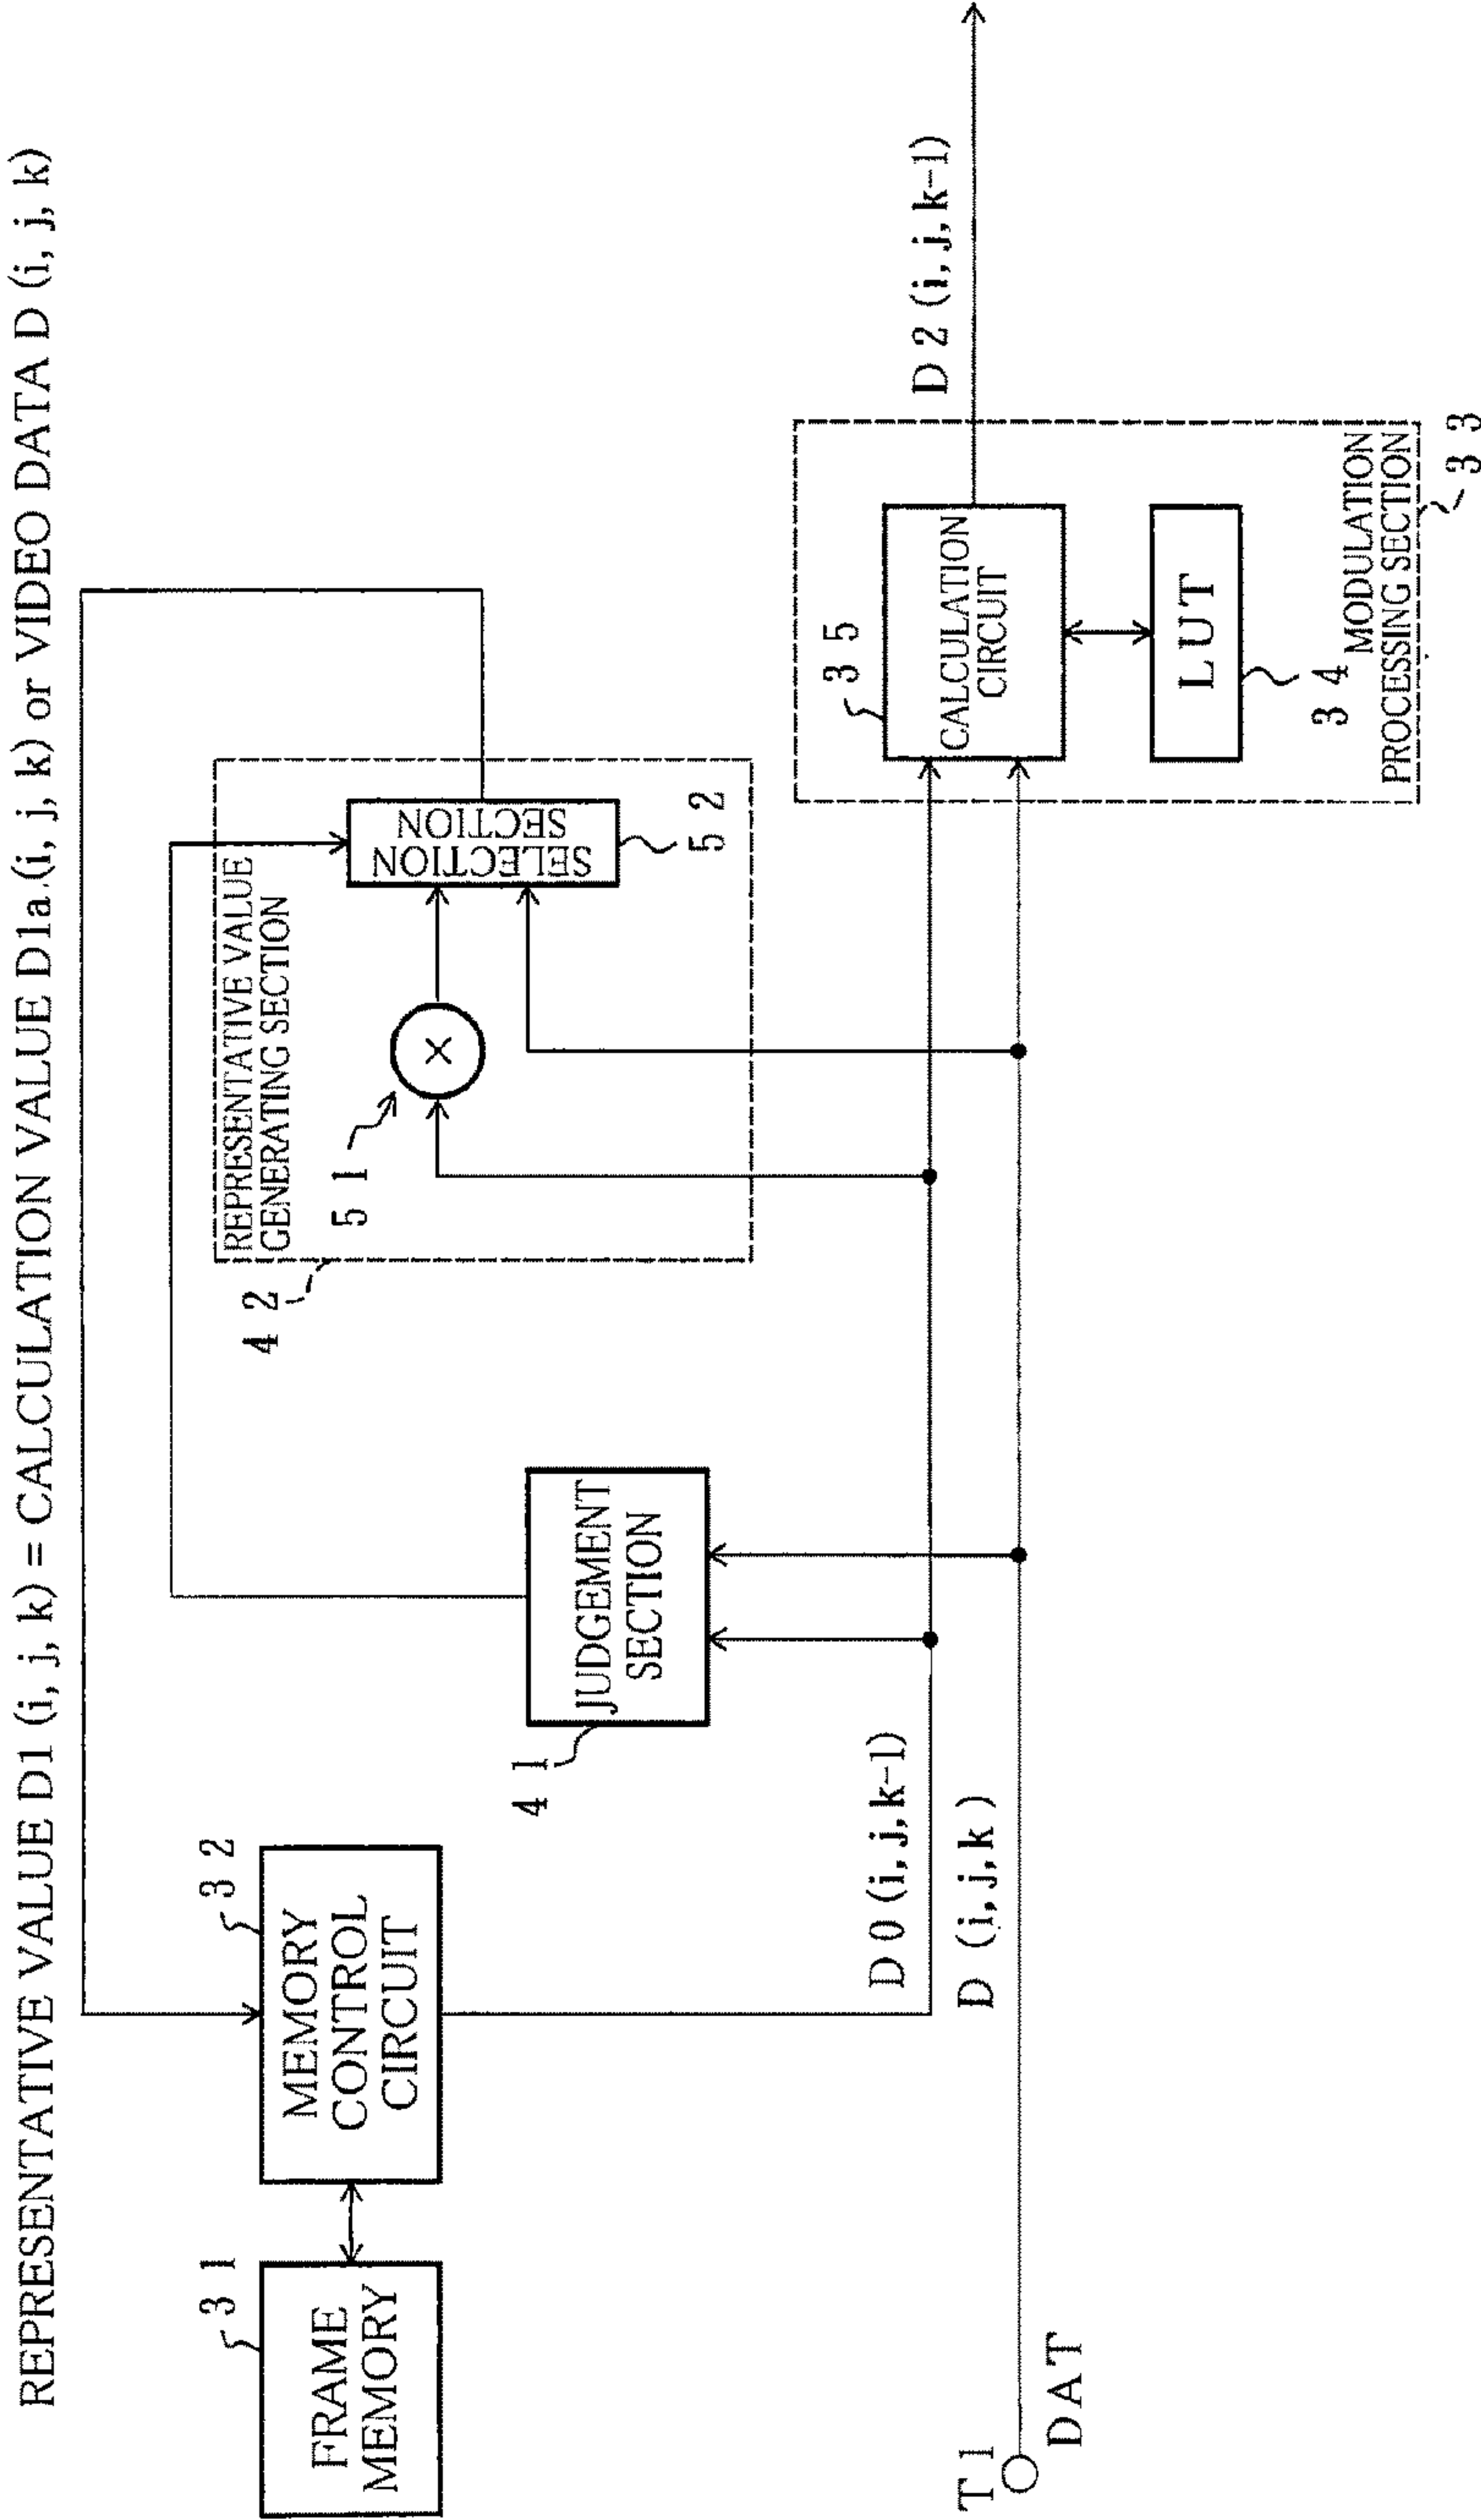 REPRESENTATIVE VALUE D1 (i, j, k) = CALCULATION VALUE D1a (i, j, k) or VIDEO DATA D (i, j, k)
31
FRAME
MEMORY
32
MEMORY
CONTROL
CIRCUIT
41
JUDGEMENT
SECTION
42
REPRESENTATIVE VALUE
GENERATING SECTION
51
×
SELECTION
SECTION
52
D0 (i, j, k-1)
D (i, j, k)
T1
DAT
35
CALCULATION
CIRCUIT
LUT
34
MODULATION
PROCESSING SECTION
33
D2 (i, j, k-1)